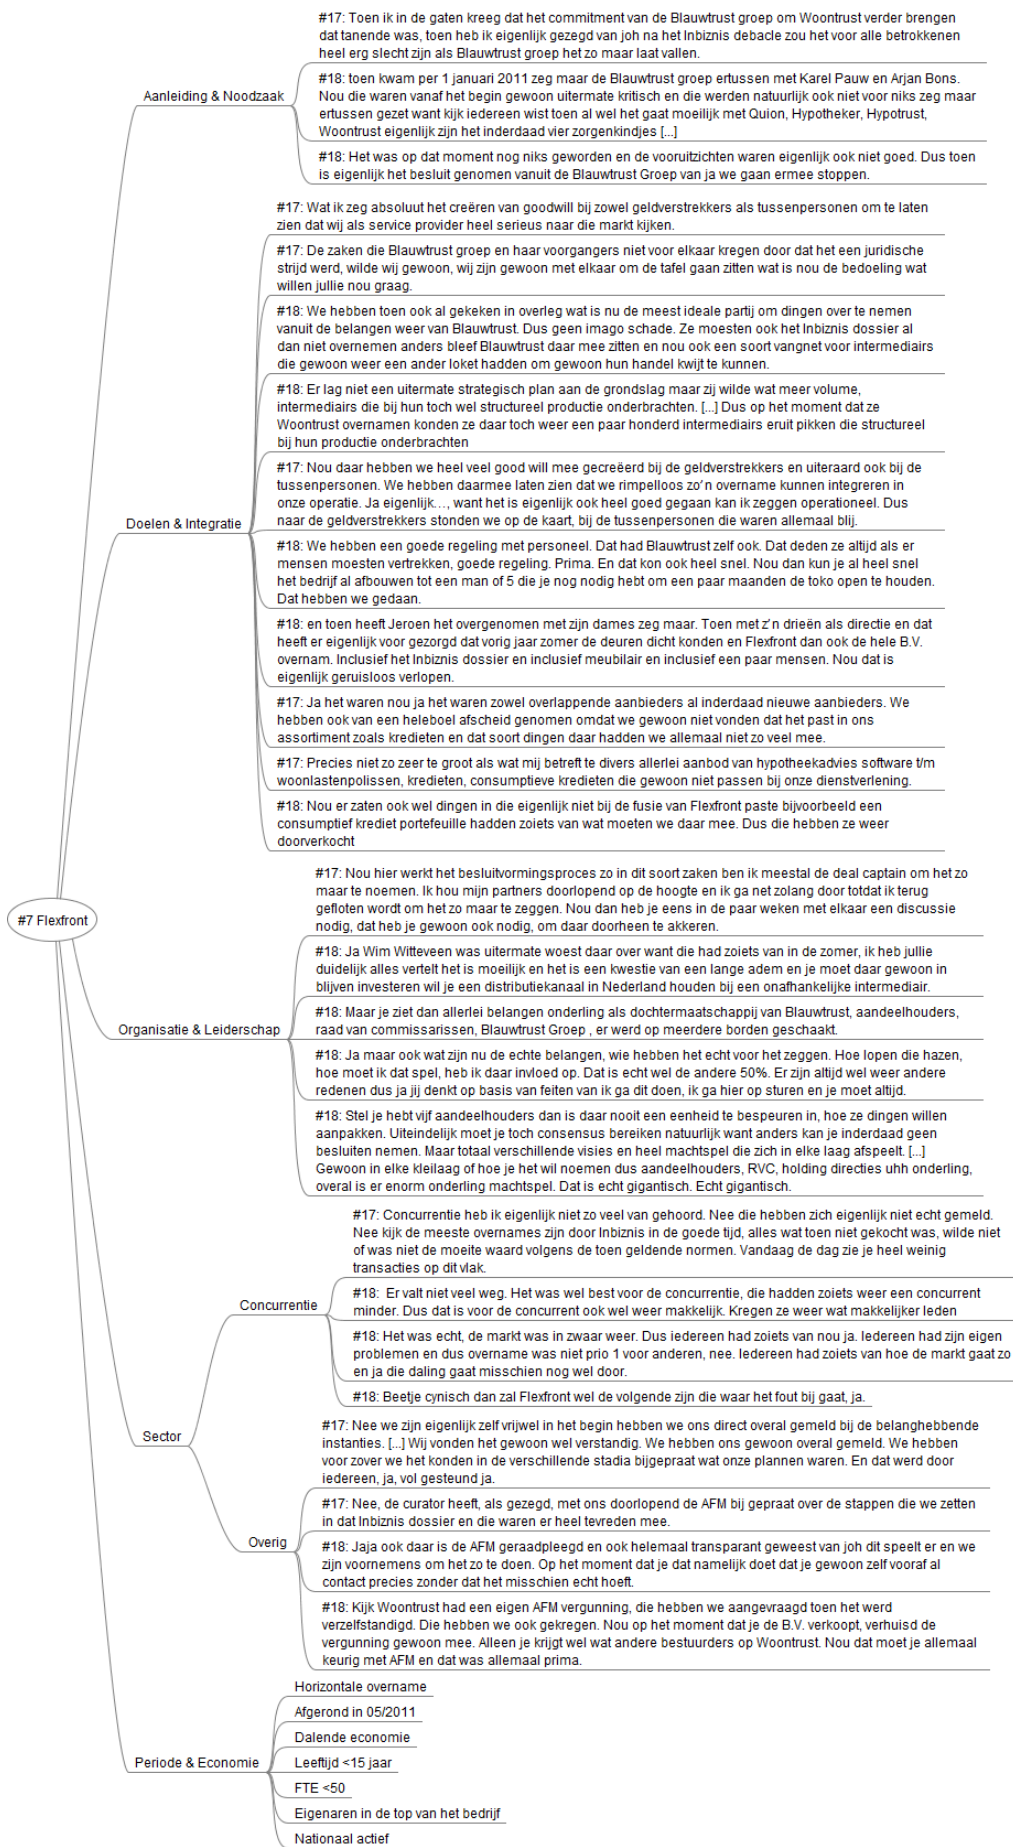 #17: Toen ik in de gaten kreeg dat het commitment van de Blauwtrust groep om Woontrust verder brengen
dat tanende was, toen heb ik eigenlijk gezegd van joh na het Inbiznis debacle zou het voor alle betrokkenen
heel erg slecht zijn als Blauwtrust groep het zo maar laat vallen.
Aanleiding & Noodzaak
#18: toen kwam per 1 januari 2011 zeg maar de Blauwtrust groep ertussen met Karel Pauw en Arjan Bons.
Nou die waren vanaf het begin gewoon uitermate kritisch en die werden natuurlijk ook niet voor niks zeg maar
ertussen gezet want kijk iedereen wist toen al wel het gaat moeilijk met Quion, Hypotheker, Hypotrust,
Woontrust eigenlijk zijn het inderdaad vier zorgenkindjes [...]
#18: Het was op dat moment nog niks geworden en de vooruitzichten waren eigenlijk ook niet goed. Dus toen
is eigenlijk het besluit genomen vanuit de Blauwtrust Groep van ja we gaan ermee stoppen.
#17: Wat ik zeg absoluut het creëren van goodwill bij zowel geldverstrekkers als tussenpersonen om te laten
zien dat wij als service provider heel serieus naar die markt kijken.
#17: De zaken die Blauwtrust groep en haar voorgangers niet voor elkaar kregen door dat het een juridische
strijd werd, wilde wij gewoon, wij zijn gewoon met elkaar om de tafel gaan zitten wat is nou de bedoeling wat
willen jullie nou graag.
#18: We hebben toen ook al gekeken in overleg wat is nu de meest ideale partij om dingen over te nemen
vanuit de belangen weer van Blauwtrust. Dus geen imago schade. Ze moesten ook het Inbiznis dossier al
dan niet overnemen anders bleef Blauwtrust daar mee zitten en nou ook een soort vangnet voor intermediairs
die gewoon weer een ander loket hadden om gewoon hun handel kwijt te kunnen.
#18: Er lag niet een uitermate strategisch plan aan de grondslag maar zij wilde wat meer volume,
intermediairs die bij hun toch wel structureel productie onderbrachten. [...] Dus op het moment dat ze
Woontrust overnamen konden ze daar toch weer een paar honderd intermediairs eruit pikken die structureel
bij hun productie onderbrachten
Doelen & Integratie
#17: Nou daar hebben we heel veel good will mee gecreëerd bij de geldverstrekkers en uiteraard ook bij de
tussenpersonen. We hebben daarmee laten zien dat we rimpelloos zo'n overname kunnen integreren in
onze operatie. Ja eigenlijk…, want het is eigenlijk ook heel goed gegaan kan ik zeggen operationeel. Dus
naar de geldverstrekkers stonden we op de kaart, bij de tussenpersonen die waren allemaal blij.
#18: We hebben een goede regeling met personeel. Dat had Blauwtrust zelf ook. Dat deden ze altijd als er
mensen moesten vertrekken, goede regeling. Prima. En dat kon ook heel snel. Nou dan kun je al heel snel
het bedrijf al afbouwen tot een man of 5 die je nog nodig hebt om een paar maanden de toko open te houden.
Dat hebben we gedaan.
#18: en toen heeft Jeroen het overgenomen met zijn dames zeg maar. Toen met z'n drieën als directie en dat
heeft er eigenlijk voor gezorgd dat vorig jaar zomer de deuren dicht konden en Flexfront dan ook de hele B.V.
overnam. Inclusief het Inbiznis dossier en inclusief meubilair en inclusief een paar mensen. Nou dat is
eigenlijk geruisloos verlopen.
#17: Ja het waren nou ja het waren zowel overlappende aanbieders al inderdaad nieuwe aanbieders. We
hebben ook van een heleboel afscheid genomen omdat we gewoon niet vonden dat het past in ons
assortiment zoals kredieten en dat soort dingen daar hadden we allemaal niet zo veel mee.
#17: Precies niet zo zeer te groot als wat mij betreft te divers allerlei aanbod van hypotheekadvies software t/m
woonlastenpolissen, kredieten, consumptieve kredieten die gewoon niet passen bij onze dienstverlening.
#18: Nou er zaten ook wel dingen in die eigenlijk niet bij de fusie van Flexfront paste bijvoorbeeld een
consumptief krediet portefeuille hadden zoiets van wat moeten we daar mee. Dus die hebben ze weer
doorverkocht
#7 Flexfront
#17: Nou hier werkt het besluitvormingsproces zo in dit soort zaken ben ik meestal de deal captain om het zo
maar te noemen. Ik hou mijn partners doorlopend op de hoogte en ik ga net zolang door totdat ik terug
gefloten wordt om het zo maar te zeggen. Nou dan heb je eens in de paar weken met elkaar een discussie
nodig, dat heb je gewoon ook nodig, om daar doorheen te akkeren.
#18: Ja Wim Witteveen was uitermate woest daar over want die had zoiets van in de zomer, ik heb jullie
duidelijk alles vertelt het is moeilijk en het is een kwestie van een lange adem en je moet daar gewoon in
blijven investeren wil je een distributiekanaal in Nederland houden bij een onafhankelijke intermediair.
Organisatie & Leiderschap
#18: Maar je ziet dan allerlei belangen onderling als dochtermaatschappij van Blauwtrust, aandeelhouders,
raad van commissarissen, Blauwtrust Groep , er werd op meerdere borden geschaakt.
#18: Ja maar ook wat zijn nu de echte belangen, wie hebben het echt voor het zeggen. Hoe lopen die hazen,
hoe moet ik dat spel, heb ik daar invloed op. Dat is echt wel de andere 50%. Er zijn altijd wel weer andere
redenen dus ja jij denkt op basis van feiten van ik ga dit doen, ik ga hier op sturen en je moet altijd.
#18: Stel je hebt vijf aandeelhouders dan is daar nooit een eenheid te bespeuren in, hoe ze dingen willen
aanpakken. Uiteindelijk moet je toch consensus bereiken natuurlijk want anders kan je inderdaad geen
besluiten nemen. Maar totaal verschillende visies en heel machtspel die zich in elke laag afspeelt. [...]
Gewoon in elke kleilaag of hoe je het wil noemen dus aandeelhouders, RVC, holding directies uhh onderling,
overal is er enorm onderling machtspel. Dat is echt gigantisch. Echt gigantisch.
#17: Concurrentie heb ik eigenlijk niet zo veel van gehoord. Nee die hebben zich eigenlijk niet echt gemeld.
Nee kijk de meeste overnames zijn door Inbiznis in de goede tijd, alles wat toen niet gekocht was, wilde niet
of was niet de moeite waard volgens de toen geldende normen. Vandaag de dag zie je heel weinig
transacties op dit vlak.
Concurrentie
#18:  Er valt niet veel weg. Het was wel best voor de concurrentie, die hadden zoiets weer een concurrent
minder. Dus dat is voor de concurrent ook wel weer makkelijk. Kregen ze weer wat makkelijker leden
#18: Het was echt, de markt was in zwaar weer. Dus iedereen had zoiets van nou ja. Iedereen had zijn eigen
problemen en dus overname was niet prio 1 voor anderen, nee. Iedereen had zoiets van hoe de markt gaat zo
en ja die daling gaat misschien nog wel door.
#18: Beetje cynisch dan zal Flexfront wel de volgende zijn die waar het fout bij gaat, ja.
Sector
#17: Nee we zijn eigenlijk zelf vrijwel in het begin hebben we ons direct overal gemeld bij de belanghebbende
instanties. [...] Wij vonden het gewoon wel verstandig. We hebben ons gewoon overal gemeld. We hebben
voor zover we het konden in de verschillende stadia bijgepraat wat onze plannen waren. En dat werd door
iedereen, ja, vol gesteund ja.
#17: Nee, de curator heeft, als gezegd, met ons doorlopend de AFM bij gepraat over de stappen die we zetten
in dat Inbiznis dossier en die waren er heel tevreden mee.
Overig
#18: Jaja ook daar is de AFM geraadpleegd en ook helemaal transparant geweest van joh dit speelt er en we
zijn voornemens om het zo te doen. Op het moment dat je dat namelijk doet dat je gewoon zelf vooraf al
contact precies zonder dat het misschien echt hoeft.
#18: Kijk Woontrust had een eigen AFM vergunning, die hebben we aangevraagd toen het werd
verzelfstandigd. Die hebben we ook gekregen. Nou op het moment dat je de B.V. verkoopt, verhuisd de
vergunning gewoon mee. Alleen je krijgt wel wat andere bestuurders op Woontrust. Nou dat moet je allemaal
keurig met AFM en dat was allemaal prima.
Horizontale overname
Afgerond in 05/2011
Dalende economie
Periode & Economie
Leeftijd <15 jaar
FTE <50
Eigenaren in de top van het bedrijf
Nationaal actief